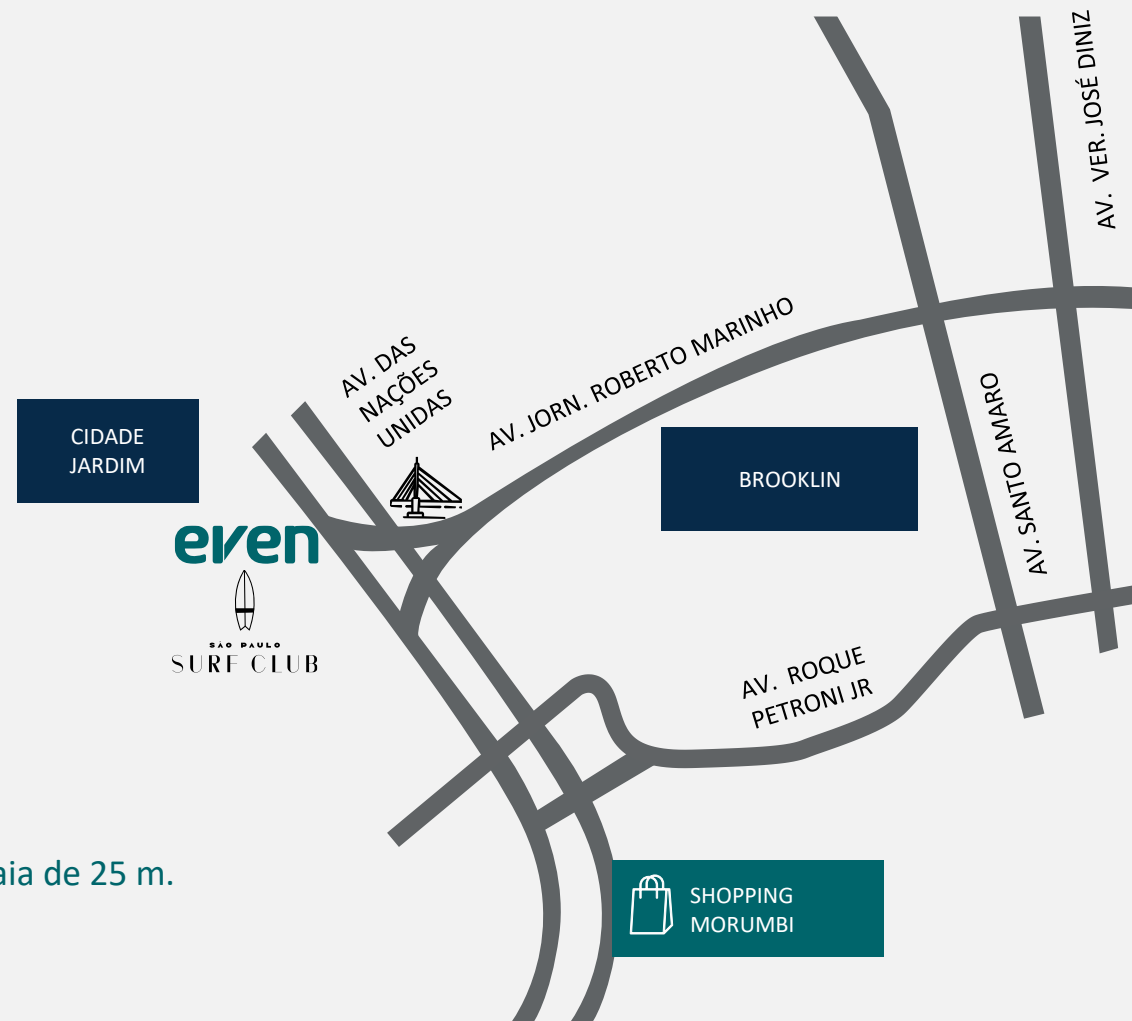 AV. VER. JOSÉ DINIZ
AV. DAS
NAÇÕES
UNIDAS
AV. JORN. ROBERTO MARINHO
CIDADE
JARDIM
BROOKLIN
AV. SANTO AMARO
even
SÃO PAULO
SURF CLUB
AV. ROQUE
PETRONI JR
de 25 m.
SHOPPING
MORUMBI